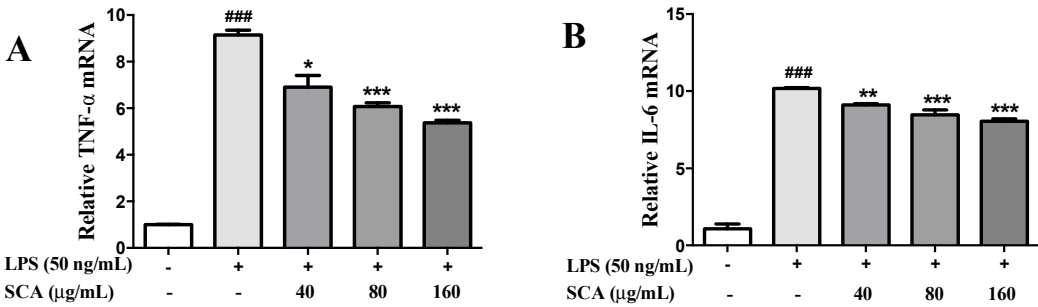 A
Relative TNF-α mRNA
10
8
6
4
2
0
###
*
***
***
LPS (50 ng/mL) - + + + +
SCA (μg/mL) - - 40 80 160
B
Relative IL-6 mRNA
15
10
5
0
###
**
***
***
LPS (50 ng/mL) - + + + +
SCA (μg/mL) - - 40 80 160